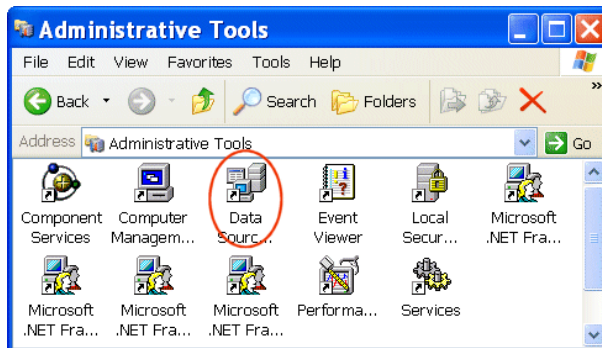 Administrative Tools
File Edit View Favorites Tools Help
Back Search Folders »
Address Administrative Tools Go
Component Services
Computer Managem...
Data Sourc...
Event Viewer
Local Secur...
Microsoft .NET Fra...
Microsoft .NET Fra...
Microsoft .NET Fra...
Microsoft .NET Fra...
Performa...
Services